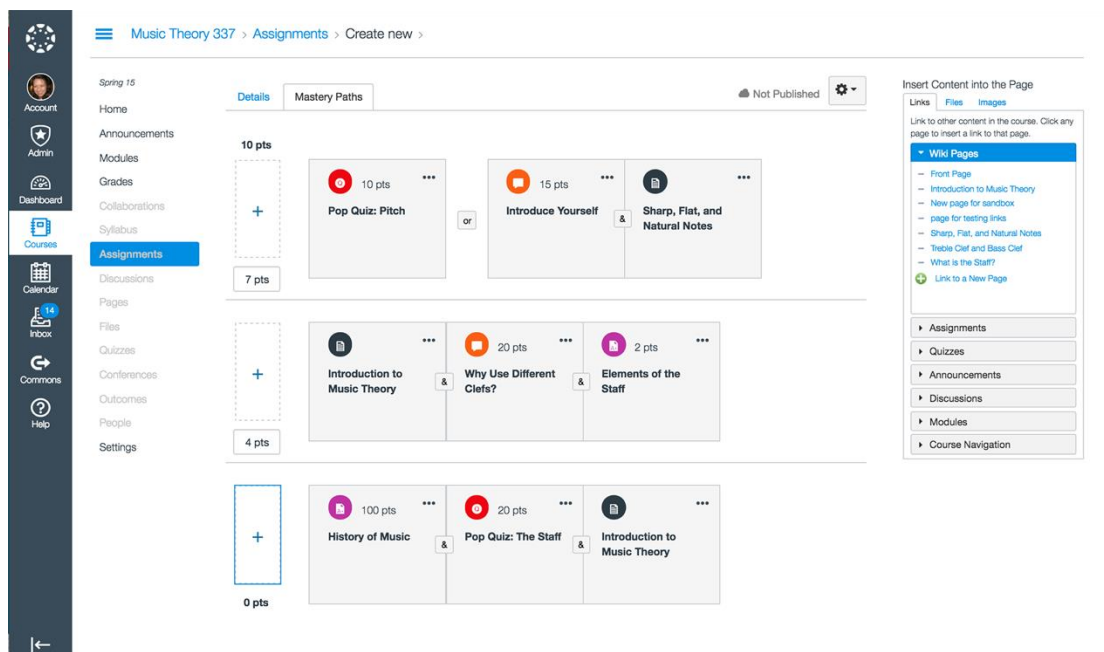 Music Theory 337 > Assignments > Create new >
Account
Admin
Dashboard
Courses
Calendar
14
Inbox
Commons
Help
Spring 15
Home
Announcements
Modules
Grades
Collaborations
Syllabus
Assignments
Discussions
Pages
Files
Quizzes
Conferences
Outcomes
People
Settings
Details
Mastery Paths
Not Published
10 pts
+
7 pts
10 pts
Pop Quiz: Pitch
or
15 pts
Introduce Yourself
&
Sharp, Flat, and
Natural Notes
+
4 pts
Introduction to
Music Theory
&
20 pts
Why Use Different
Clefs?
&
2 pts
Elements of the
Staff
+
0 pts
100 pts
History of Music
&
20 pts
Pop Quiz: The Staff
&
Introduction to
Music Theory
Insert Content into the Page
Links
Files
Images
Link to other content in the course. Click any
page to insert a link to that page.
Wiki Pages
Front Page
Introduction to Music Theory
New page for sandbox
page for testing links
Sharp, Flat, and Natural Notes
Treble Clef and Bass Clef
What is the Staff?
Link to a New Page
Assignments
Quizzes
Announcements
Discussions
Modules
Course Navigation